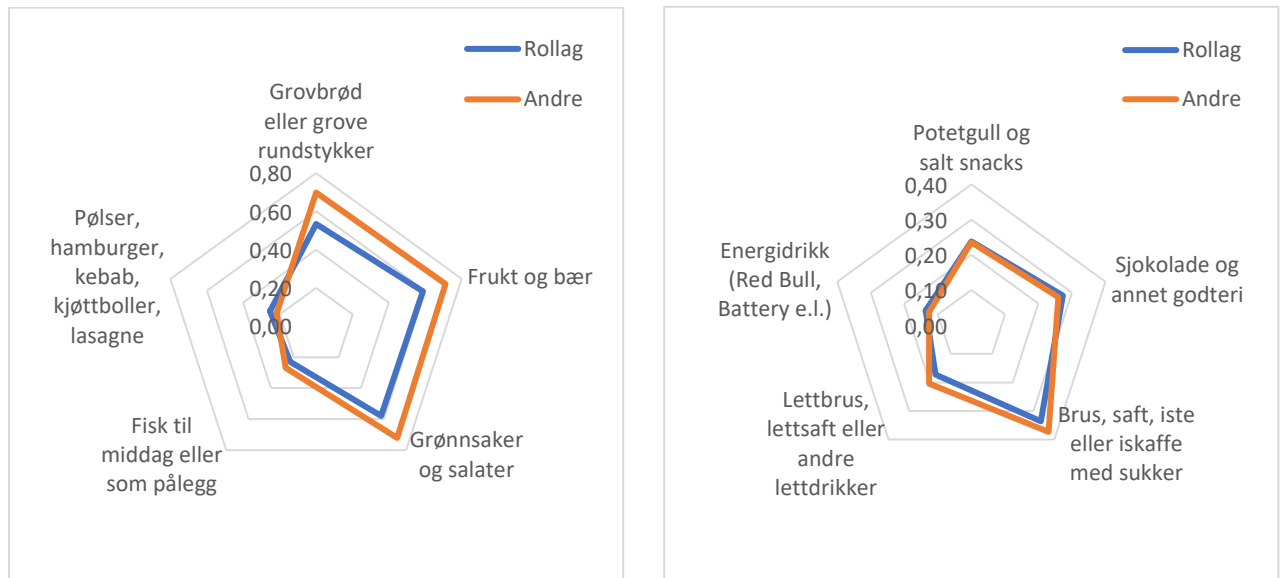 Rollag
Andre
Grovbrød
eller grove
rundstykker
0,80
0,60
0,40
0,20
0,00
Frukt og bær
Grønnsaker
og salater
Fisk til
middag eller
som pålegg
Pølser,
hamburger,
kebab,
kjøttboller,
lasagne
Rollag
Andre
Potetgull og
salt snacks
0,40
0,30
0,20
0,10
0,00
Sjokolade og
annet godteri
Brus, saft, iste
eller iskaffe
med sukker
Lettbrus,
lettsaft eller
andre
lettdrikker
Energidrikk
(Red Bull,
Battery e.l.)